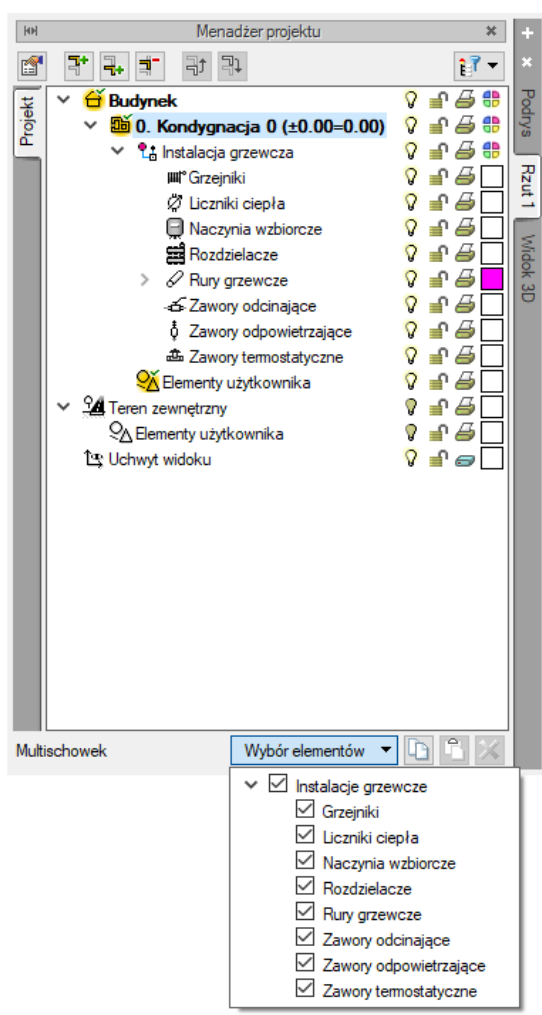 Menadżer projektu
Projekt
Budynek
0. Kondygnacja 0 (±0.00=0.00)
Instalacja grzewcza
Grzejniki
Liczniki ciepła
Naczynia wzbiorcze
Rozdzielacze
Rury grzewcze
Zawory odcinające
Zawory odpowietrzające
Zawory termostatyczne
Elementy użytkownika
Teren zewnętrzny
Elementy użytkownika
Uchwyt widoku
Podrys
Rzut 1
Widok 3D
Multischowek
Wybór elementów
Instalacje grzewcze
Grzejniki
Liczniki ciepła
Naczynia wzbiorcze
Rozdzielacze
Rury grzewcze
Zawory odcinające
Zawory odpowietrzające
Zawory termostatyczne